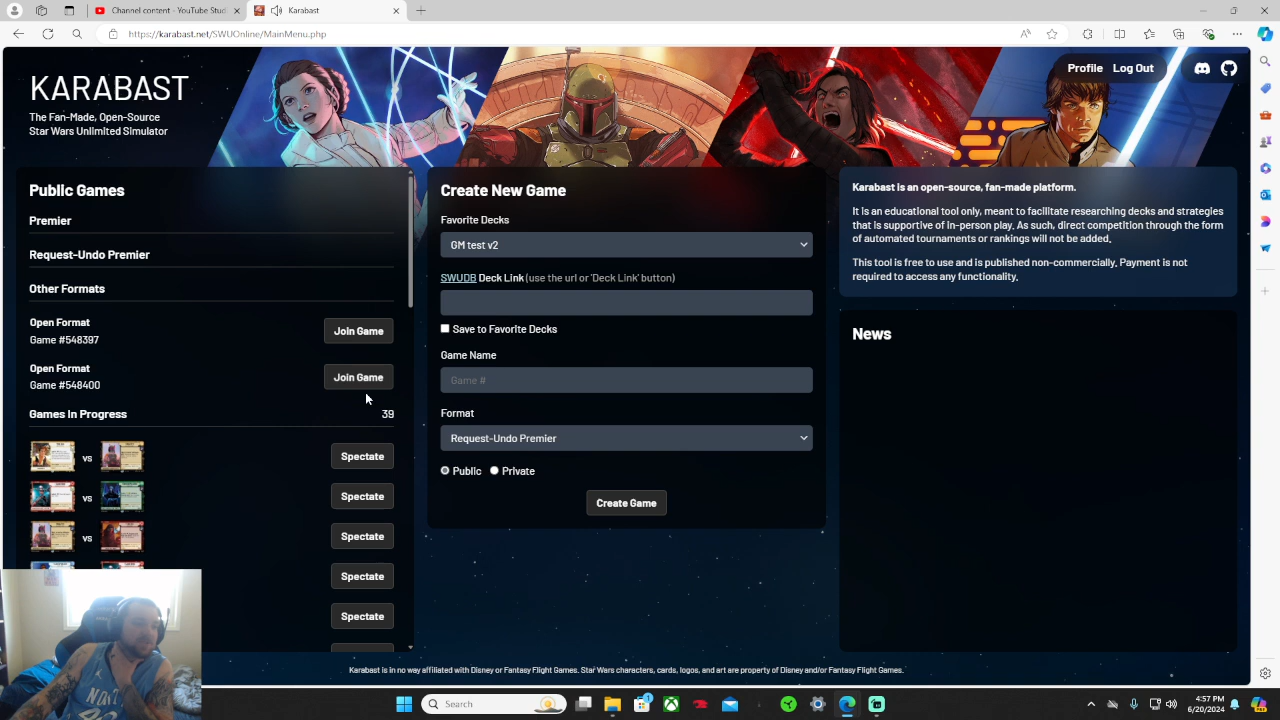 Channel content - YouTube Stud
Karabast
https://karabast.net/SWUOnline/MainMenu.php
KARABAST
The Fan-Made, Open-Source
Star Wars Unlimited Simulator
Profile
Log Out
Public Games
Premier
Request-Undo Premier
Other Formats
Open Format
Game #548397
Join Game
Open Format
Game #548400
Join Game
Games In Progress
39
vs
Spectate
vs
Spectate
vs
Spectate
Spectate
Spectate
Create New Game
Favorite Decks
GM test v2
SWUDB Deck Link (use the url or 'Deck Link' button)
Save to Favorite Decks
Game Name
Game #
Format
Request-Undo Premier
Public
Private
Create Game
Karabast is an open-source, fan-made platform.
It is an educational tool only, meant to facilitate researching decks and strategies
that is supportive of in-person play. As such, direct competition through the form
of automated tournaments or rankings will not be added.
This tool is free to use and is published non-commercially. Payment is not
required to access any functionality.
News
Karabast is in no way affiliated with Disney or Fantasy Flight Games. Star Wars characters, cards, logos, and art are property of Disney and/or Fantasy Flight Games.
Search
4:57 PM
6/20/2024